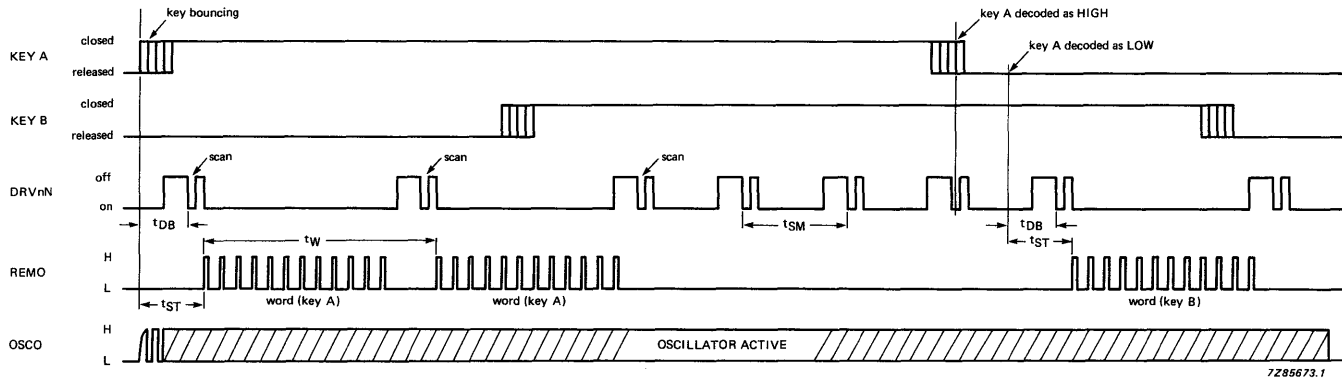 key bouncing
key A decoded as HIGH
key A decoded as LOW
KEY A
closed
released
KEY B
closed
released
scan
scan
scan
DRVnN
off
on
tDB
tSM
tDB
tW
tST
REMO
H
L
word (key A)
word (key A)
word (key B)
tST
OSCO
H
L
OSCILLATOR ACTIVE
7Z85673.1